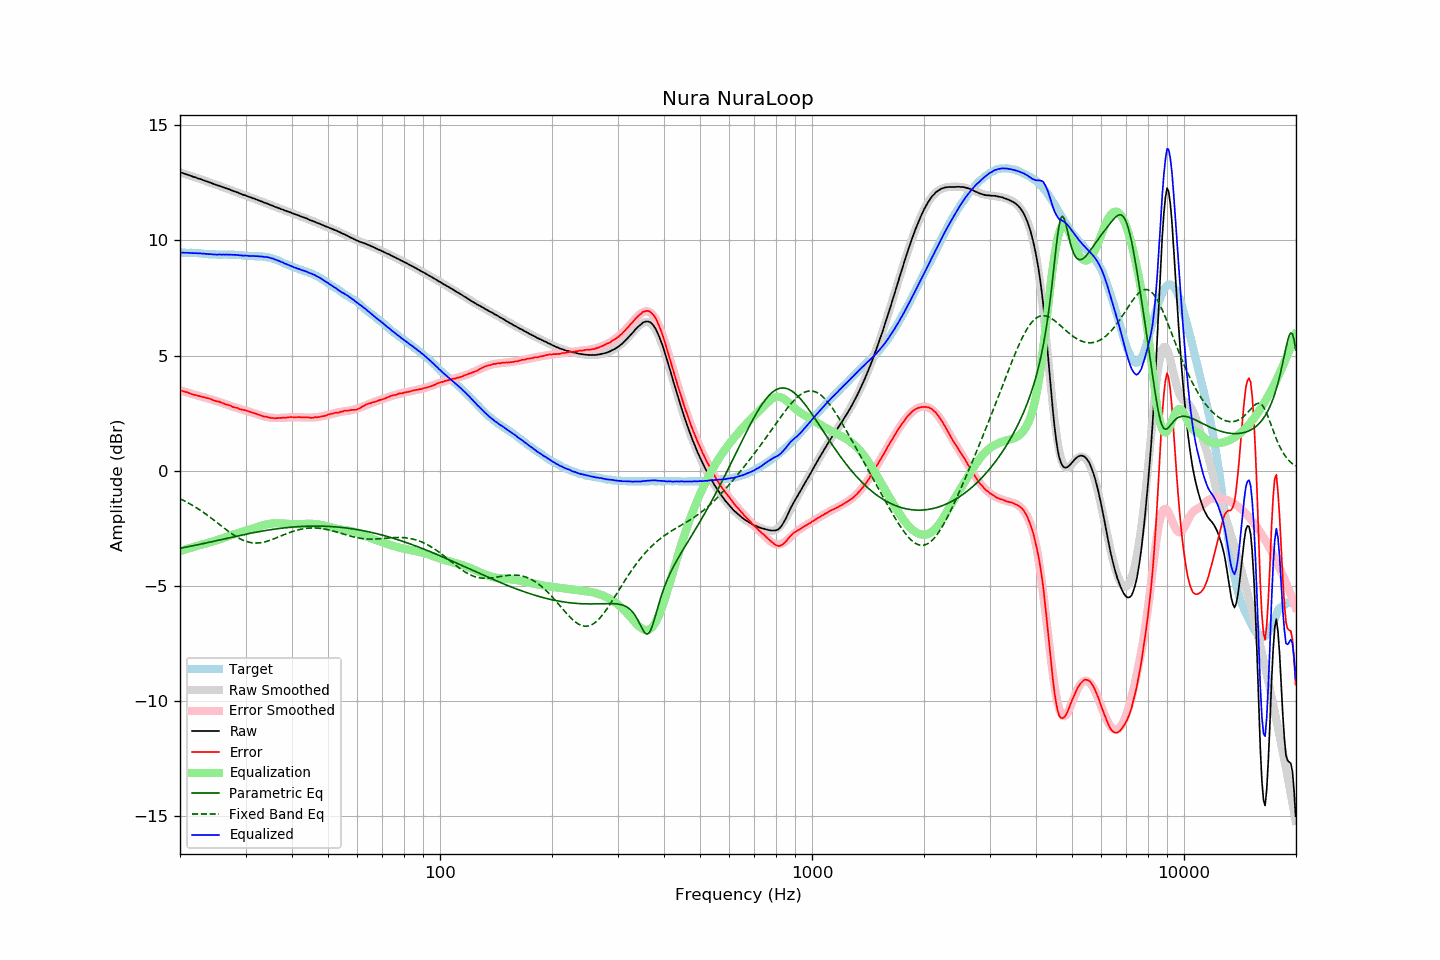 Nura NuraLoop
15
10
5
0
−5
−10
−15
Amplitude (dBr)
Target
Raw Smoothed
Error Smoothed
Raw
Error
Equalization
Parametric Eq
Fixed Band Eq
Equalized
100
1000
10000
Frequency (Hz)